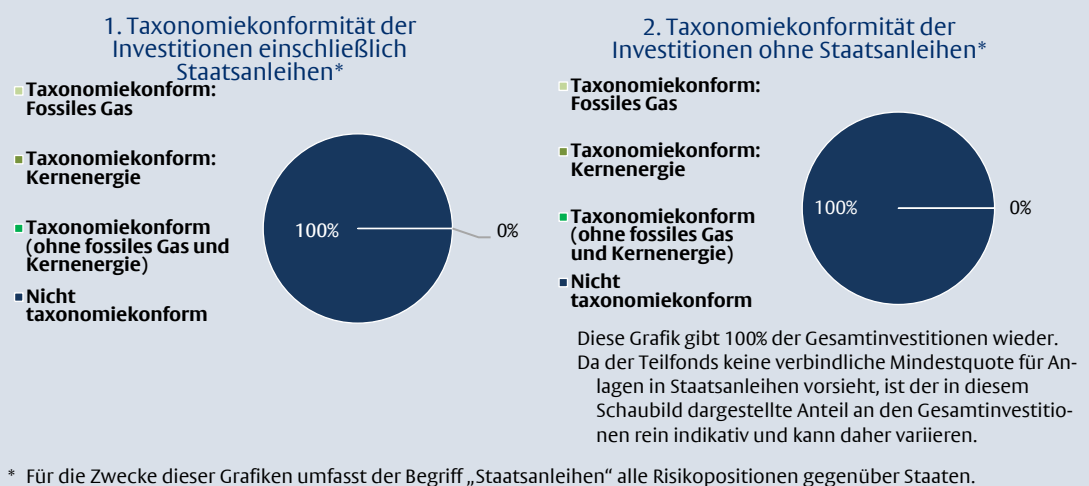 1. Taxonomiekonformität der
Investitionen einschließlich
Staatsanleihen*
Taxonomiekonform:
Fossiles Gas
Taxonomiekonform:
Kernenergie
Taxonomiekonform
(ohne fossiles Gas und
Kernenergie)
Nicht
taxonomiekonform
100%
0%
2. Taxonomiekonformität der
Investitionen ohne Staatsanleihen*
Taxonomiekonform:
Fossiles Gas
Taxonomiekonform:
Kernenergie
Taxonomiekonform
(ohne fossiles Gas
und Kernenergie)
Nicht
taxonomiekonform
100%
0%
Diese Grafik gibt 100% der Gesamtinvestitionen wieder.
Da der Teilfonds keine verbindliche Mindestquote für An-
lagen in Staatsanleihen vorsieht, ist der in diesem
Schaubild dargestellte Anteil an den Gesamtinvestitio-
nen rein indikativ und kann daher variieren.
* Für die Zwecke dieser Grafiken umfasst der Begriff „Staatsanleihen“ alle Risikopositionen gegenüber Staaten.